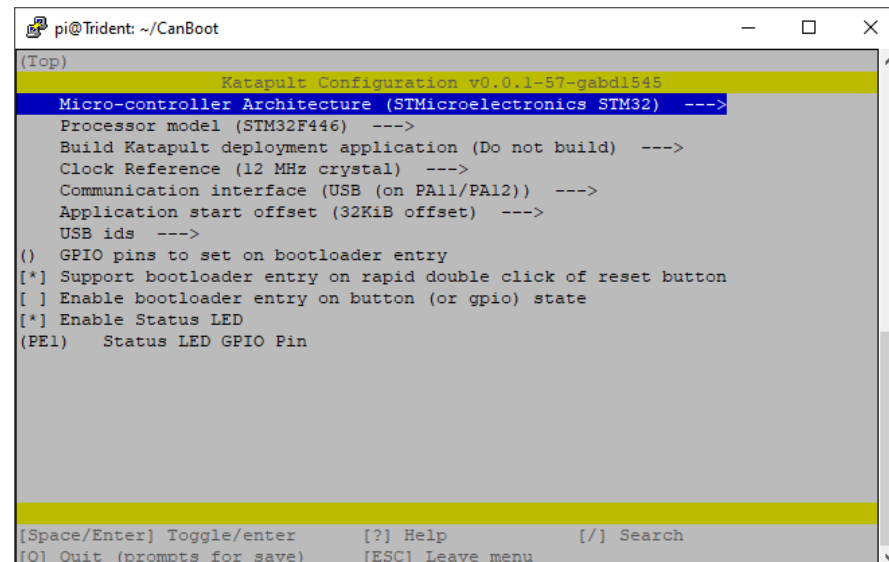 pi@Trident: ~/CanBoot
(Top)
Katapult Configuration v0.0.1-57-gabd1545
Micro-controller Architecture (STMicroelectronics STM32)  --->
Processor model (STM32F446)  --->
Build Katapult deployment application (Do not build)  --->
Clock Reference (12 MHz crystal)  --->
Communication interface (USB (on PA11/PA12))  --->
Application start offset (32KiB offset)  --->
USB ids  --->
()  GPIO pins to set on bootloader entry
[*] Support bootloader entry on rapid double click of reset button
[ ] Enable bootloader entry on button (or gpio) state
[*] Enable Status LED
(PE1)   Status LED GPIO Pin
[Space/Enter] Toggle/enter [?] Help [/] Search
[Q] Quit (prompts for save) [ESC] Leave menu